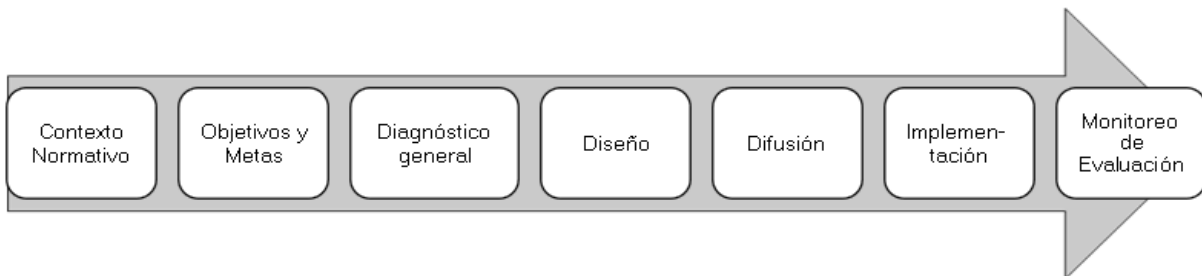 Contexto
Normativo
Objetivos y
Metas
Diagnóstico
general
Diseño
Difusión
Implemen-
tación
Monitoreo
de
Evaluación